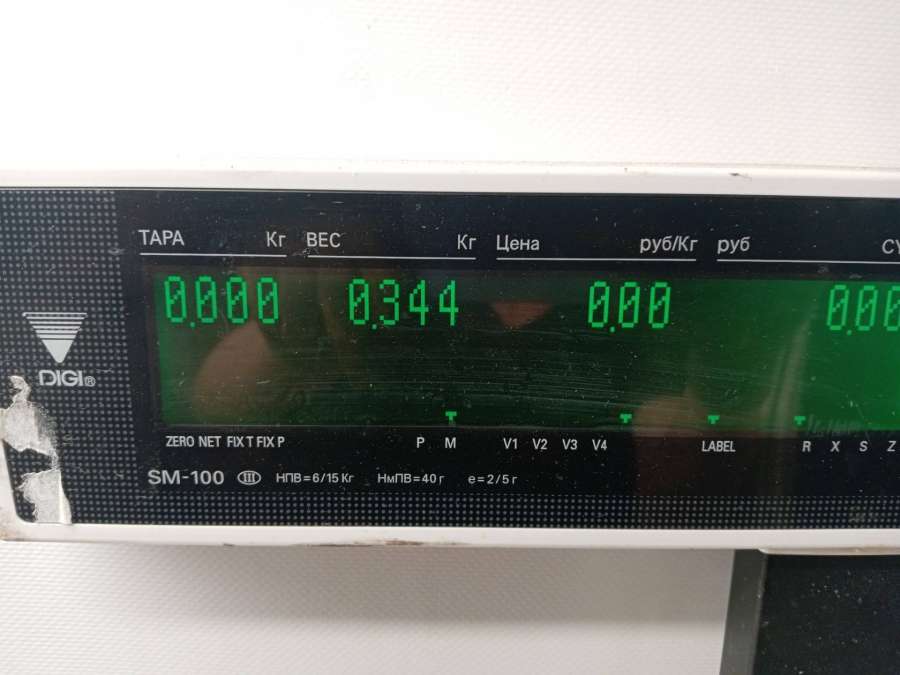 ТАРА Кг ВЕС Кг Цена руб/Кг руб
0.000 0.344 0.00 0.00
DIGI®
ZERO NET FIX T FIX P P M V1 V2 V3 V4 LABEL R X S Z
SM-100 III НПВ=6/15 Кг НмПВ=40 г e=2/5 г